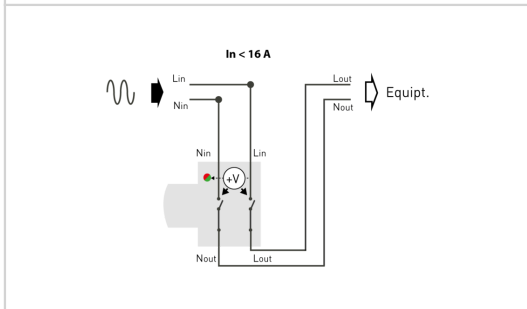 In < 16 A
Lin
Nin
Lout
Nout
Equipt.
Nin
Lin
+V
Nout
Lout